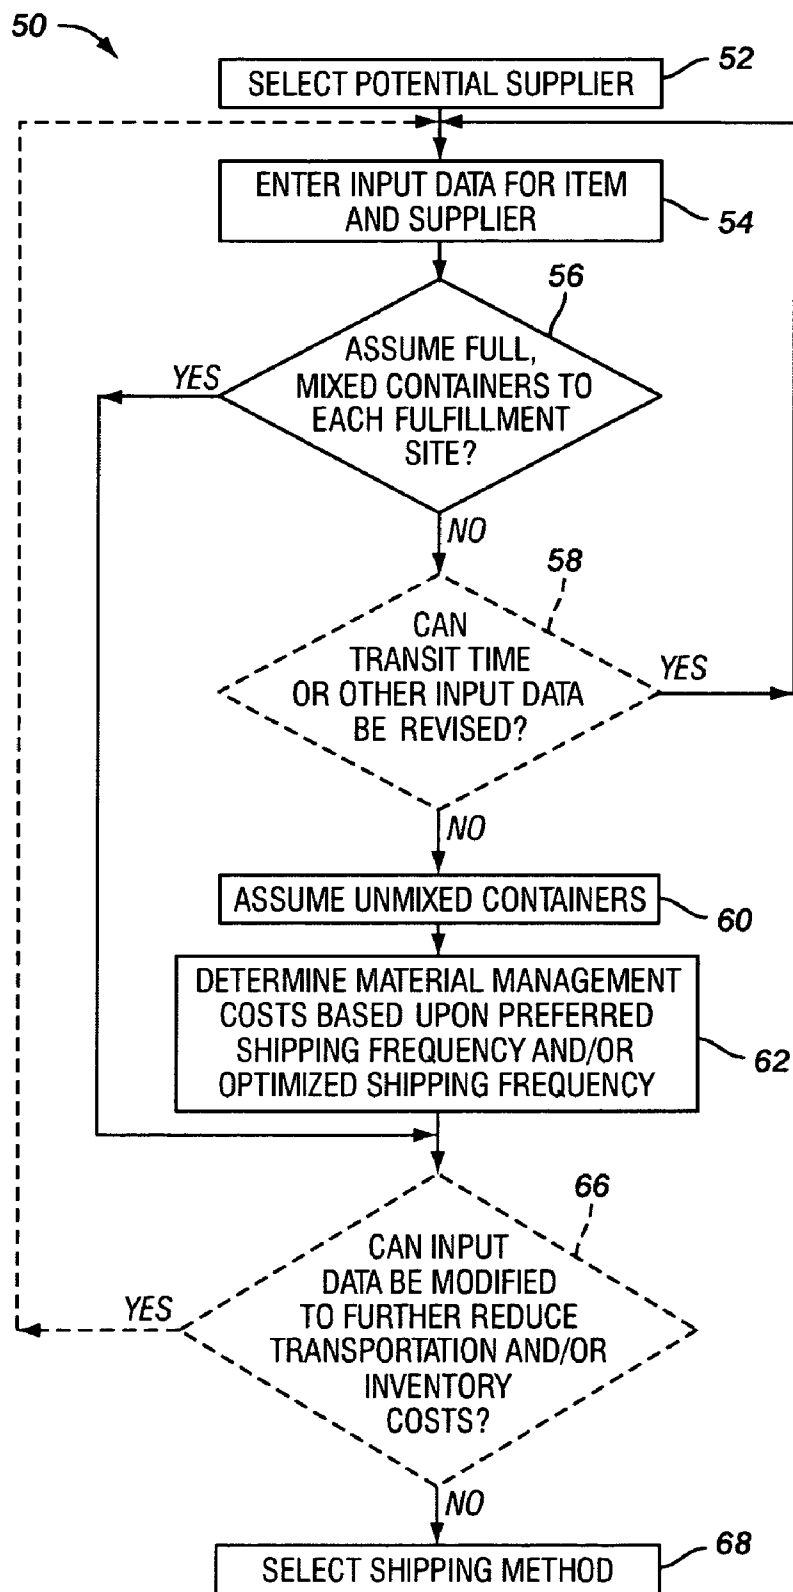 50
SELECT POTENTIAL SUPPLIER
52
ENTER INPUT DATA FOR ITEM
AND SUPPLIER
54
56
ASSUME FULL,
MIXED CONTAINERS TO
EACH FULFILLMENT
SITE?
YES
NO
58
CAN
TRANSIT TIME
OR OTHER INPUT DATA
BE REVISED?
YES
NO
ASSUME UNMIXED CONTAINERS
60
DETERMINE MATERIAL MANAGEMENT
COSTS BASED UPON PREFERRED
SHIPPING FREQUENCY AND/OR
OPTIMIZED SHIPPING FREQUENCY
62
66
CAN INPUT
DATA BE MODIFIED
TO FURTHER REDUCE
TRANSPORTATION AND/OR
INVENTORY
COSTS?
YES
NO
SELECT SHIPPING METHOD
68